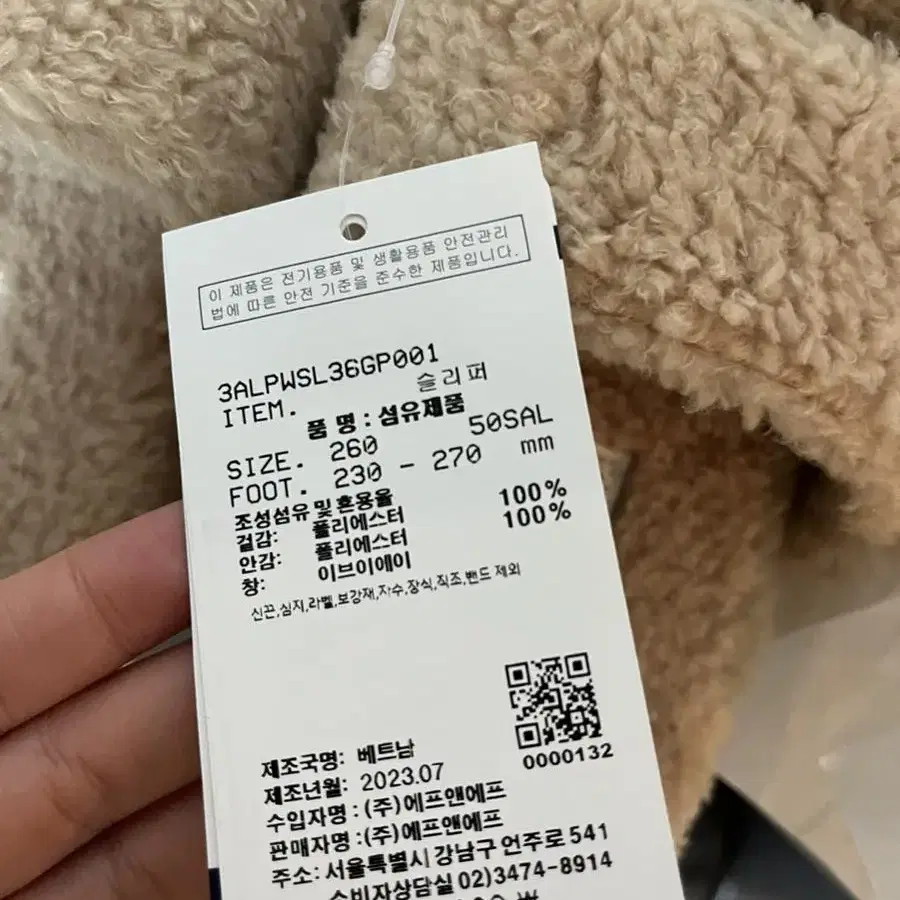 이 제품은 전기용품 및 생활용품 안전관리
법에 따른 안전 기준을 준수한 제품입니다.
3ALPWSL36GP001
ITEM. 슬리퍼
품 명 : 섬유제품
SIZE. 260 50SAL
FOOT. 230 - 270 mm
조성섬유 및 혼용율
겉감: 폴리에스터 100%
안감: 폴리에스터 100%
창: 이브이에이
신끈,심지,라벨,보강재,자수,장식,직조,밴드 제외
0000132
제조국명: 베트남
제조년월: 2023.07
수입자명 : (주)에프앤에프
판매자명 : (주)에프앤에프
주소: 서울특별시 강남구 언주로 541
소비자상담실 02)3474-8914